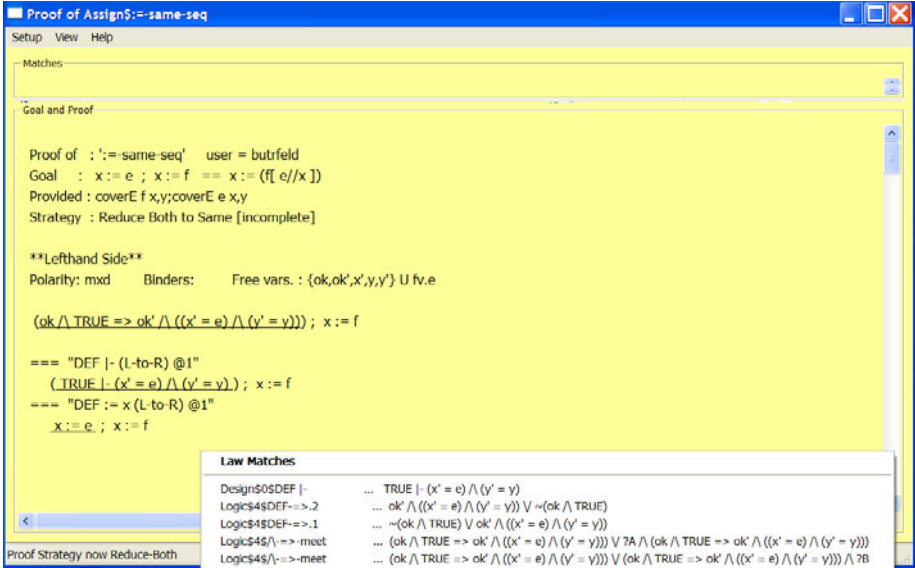 Proof of Assign$:=-same-seq
Setup View Help
Matches
Goal and Proof
Proof of : ':=-same-seq' user = butrfeld
Goal : x := e ; x := f == x := (f[ e//x ])
Provided : coverE f x,y;coverE e x,y
Strategy : Reduce Both to Same [incomplete]
**Lefthand Side**
Polarity: mxd Binders: Free vars. : {ok,ok',x',y,y'} U fv.e
(ok /\ TRUE => ok' /\ ((x' = e) /\ (y' = y))) ; x := f
=== "DEF |- (L-to-R) @1"
( TRUE |- (x' = e) /\ (y' = y) ) ; x := f
=== "DEF := x (L-to-R) @1"
x := e ; x := f
Law Matches
Design$0$DEF |- ... TRUE |- (x' = e) /\ (y' = y)
Logic$4$DEF-=>.2 ... ok' /\ ((x' = e) /\ (y' = y)) \/ ~(ok /\ TRUE)
Logic$4$DEF-=>.1 ... ~(ok /\ TRUE) \/ ok' /\ ((x' = e) /\ (y' = y))
Logic$4$/\-=>-meet ... (ok /\ TRUE => ok' /\ ((x' = e) /\ (y' = y))) \/ ?A /\ (ok /\ TRUE => ok' /\ ((x' = e) /\ (y' = y)))
Logic$4$/\-=>-meet ... (ok /\ TRUE => ok' /\ ((x' = e) /\ (y' = y))) \/ (ok /\ TRUE => ok' /\ ((x' = e) /\ (y' = y))) /\ ?B
Proof Strategy now Reduce-Both